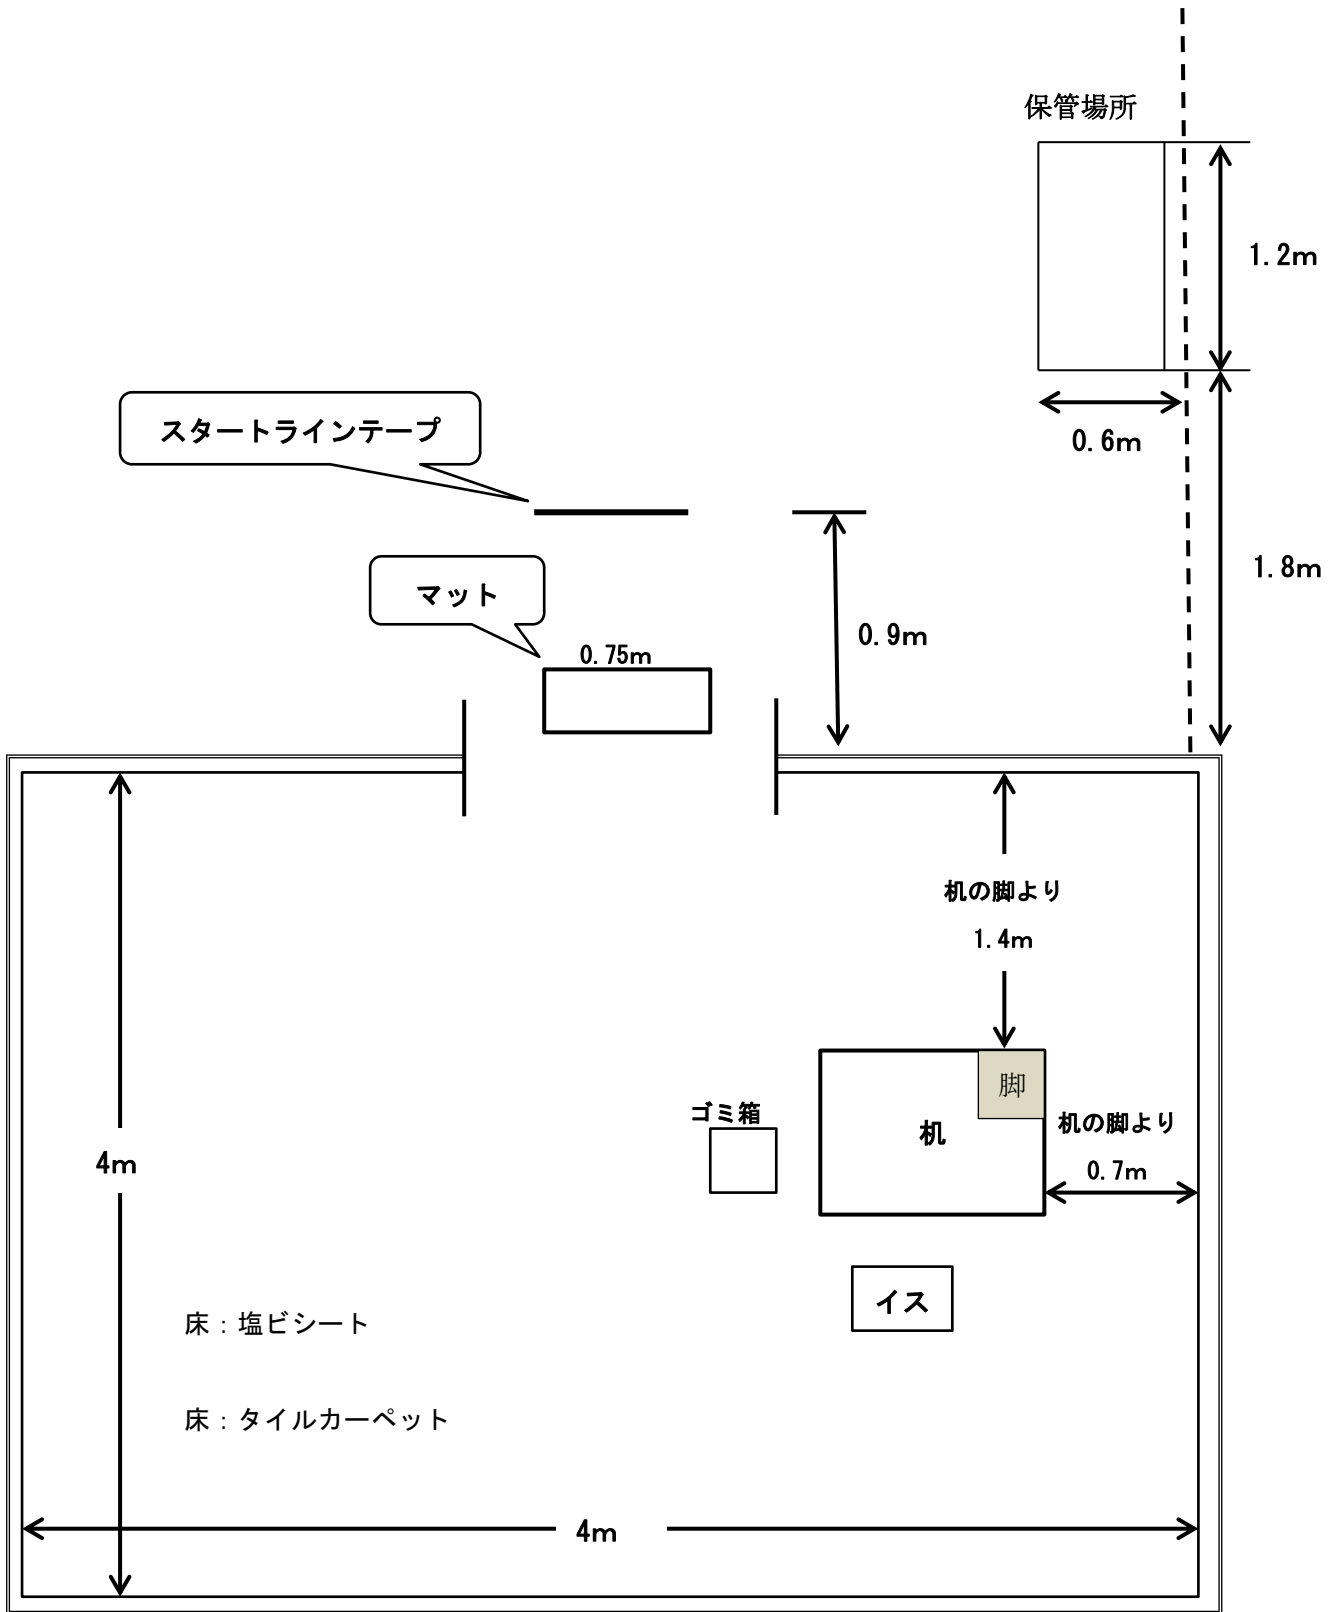 保管場所
1.2m
0.6m
スタートラインテープ
1.8m
マット
0.9m
0.75m
机の脚より
1.4m
脚
ゴミ箱
机
机の脚より
0.7m
4m
イス
床：塩ビシート
床：タイルカーペット
4m